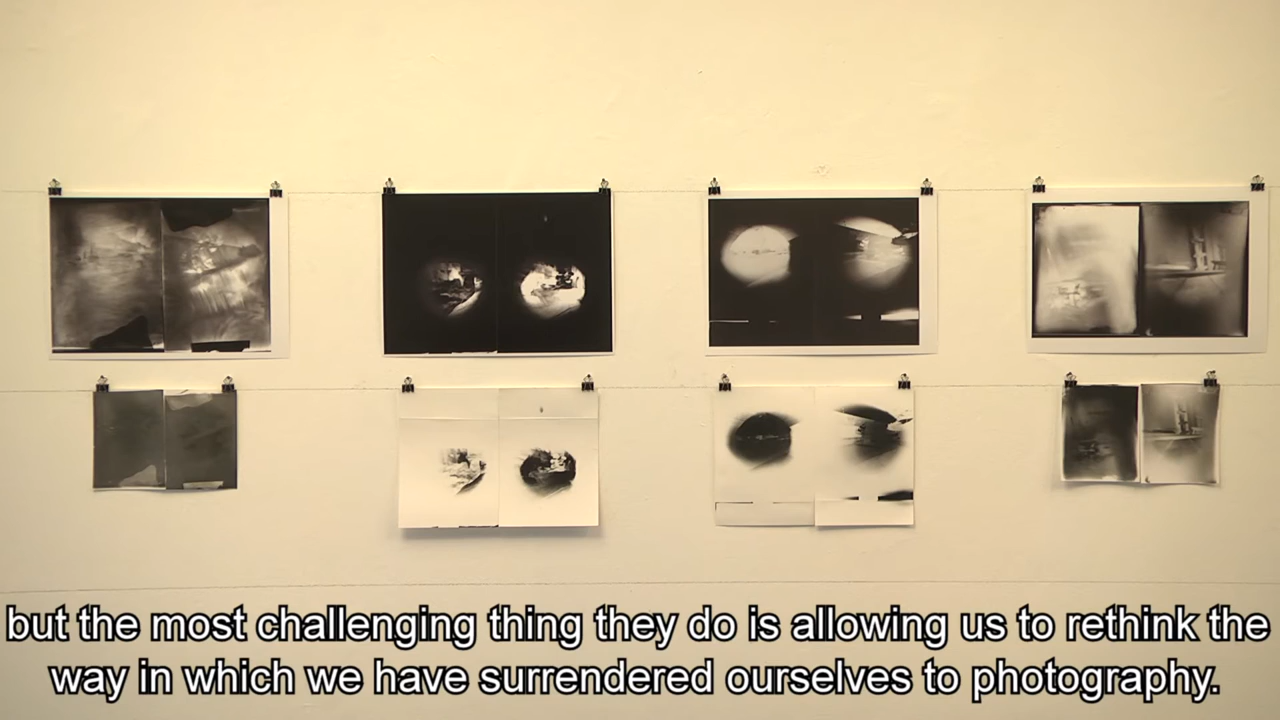 but the most challenging thing they do is allowing us to rethink the
way in which we have surrendered ourselves to photography.